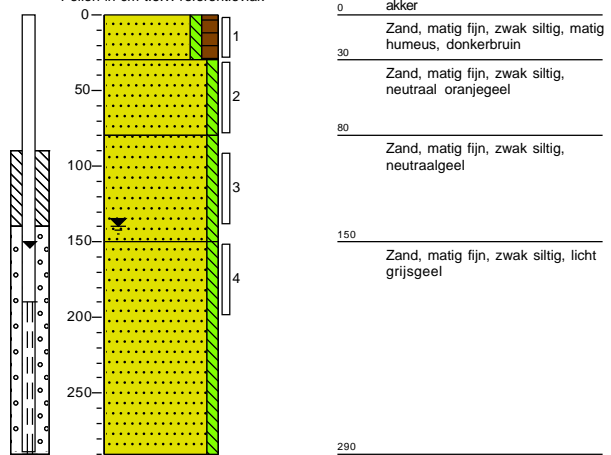 0
50
100
150
200
250
1
2
3
4
0
akker
Zand, matig fijn, zwak siltig, matig
humeus, donkerbruin
30
Zand, matig fijn, zwak siltig,
neutraal oranjegeel
80
Zand, matig fijn, zwak siltig,
neutraalgeel
150
Zand, matig fijn, zwak siltig, licht
grijsgeel
290